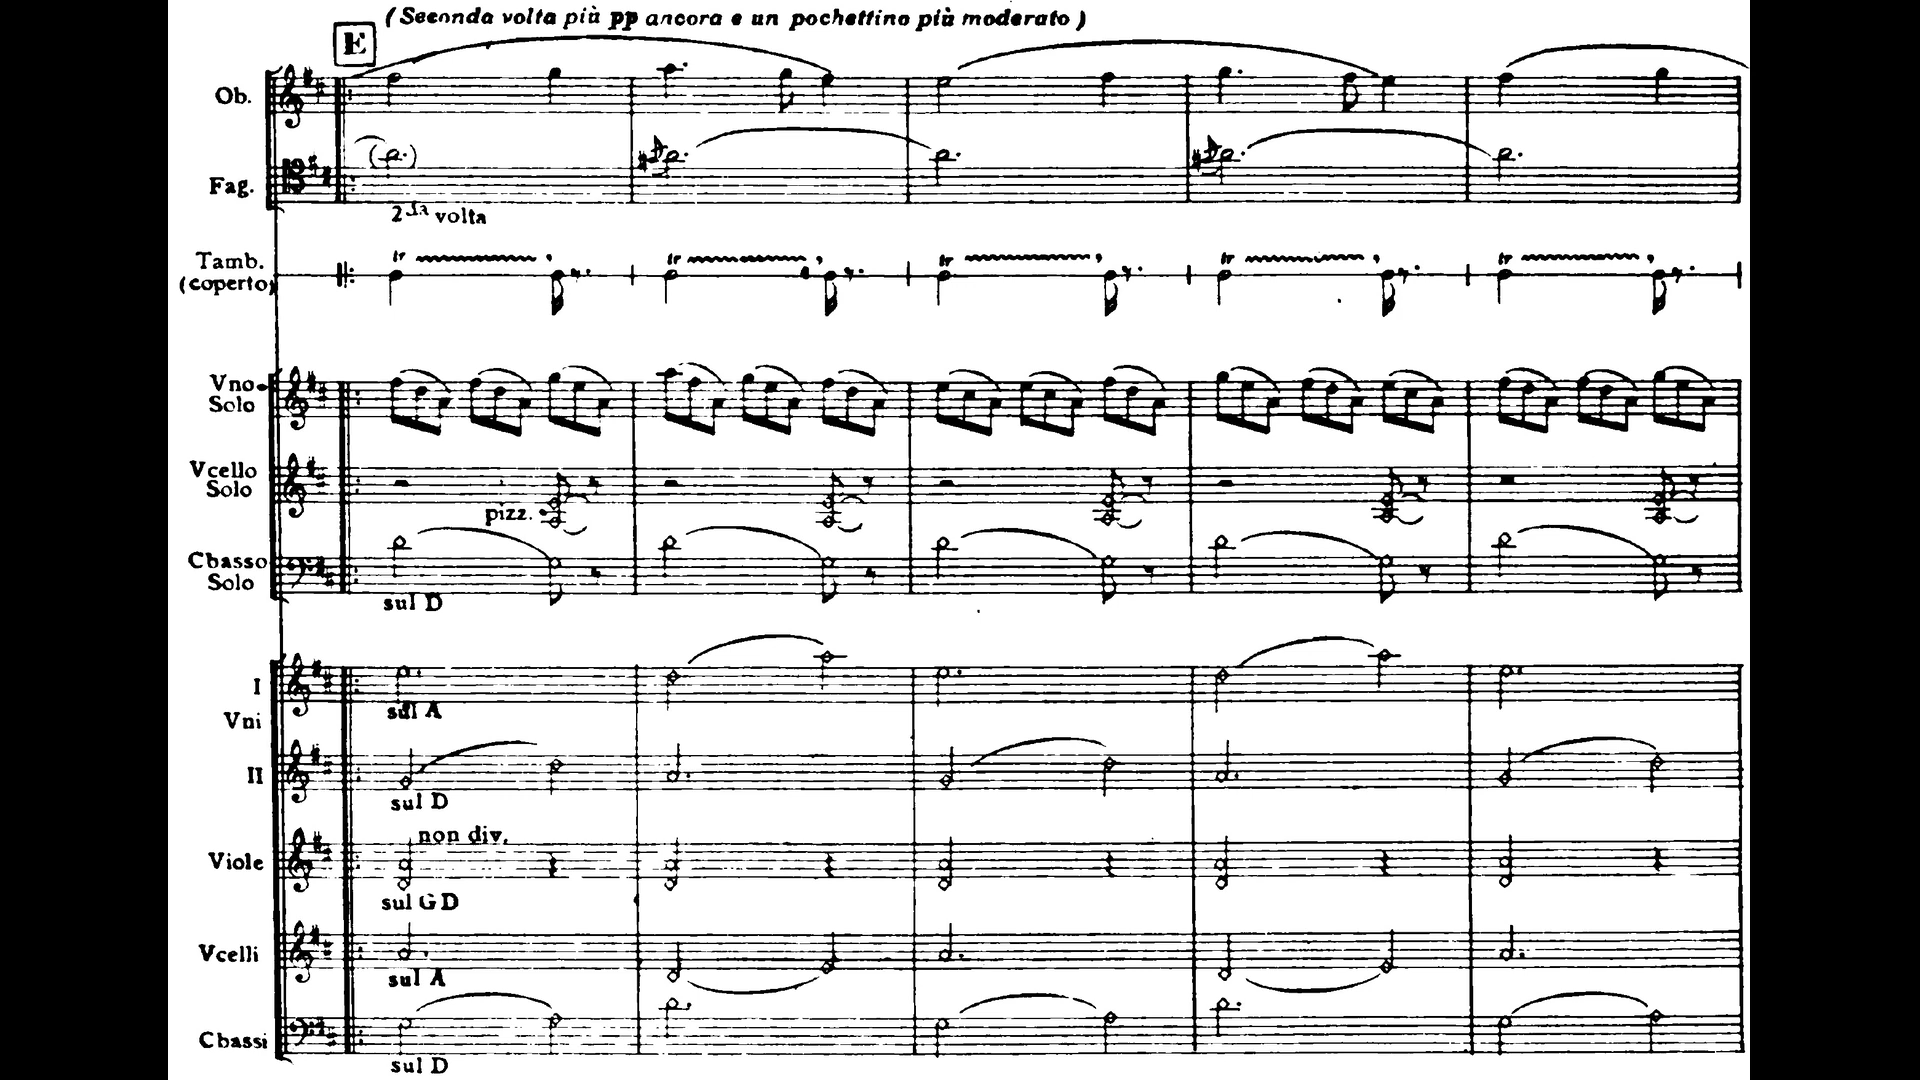 (Seconda volta più pp ancora e un pochettino più moderato)
E
Ob.
Fag.
2da volta
Tamb.
(coperto)
tr tr tr tr tr
Vno
Solo
Vcello
Solo
pizz.
Cbasso
Solo
sul D
I
sul A
Vni
II
sul D
non div.
Viole
sul G D
Vcelli
sul A
Cbassi
sul D